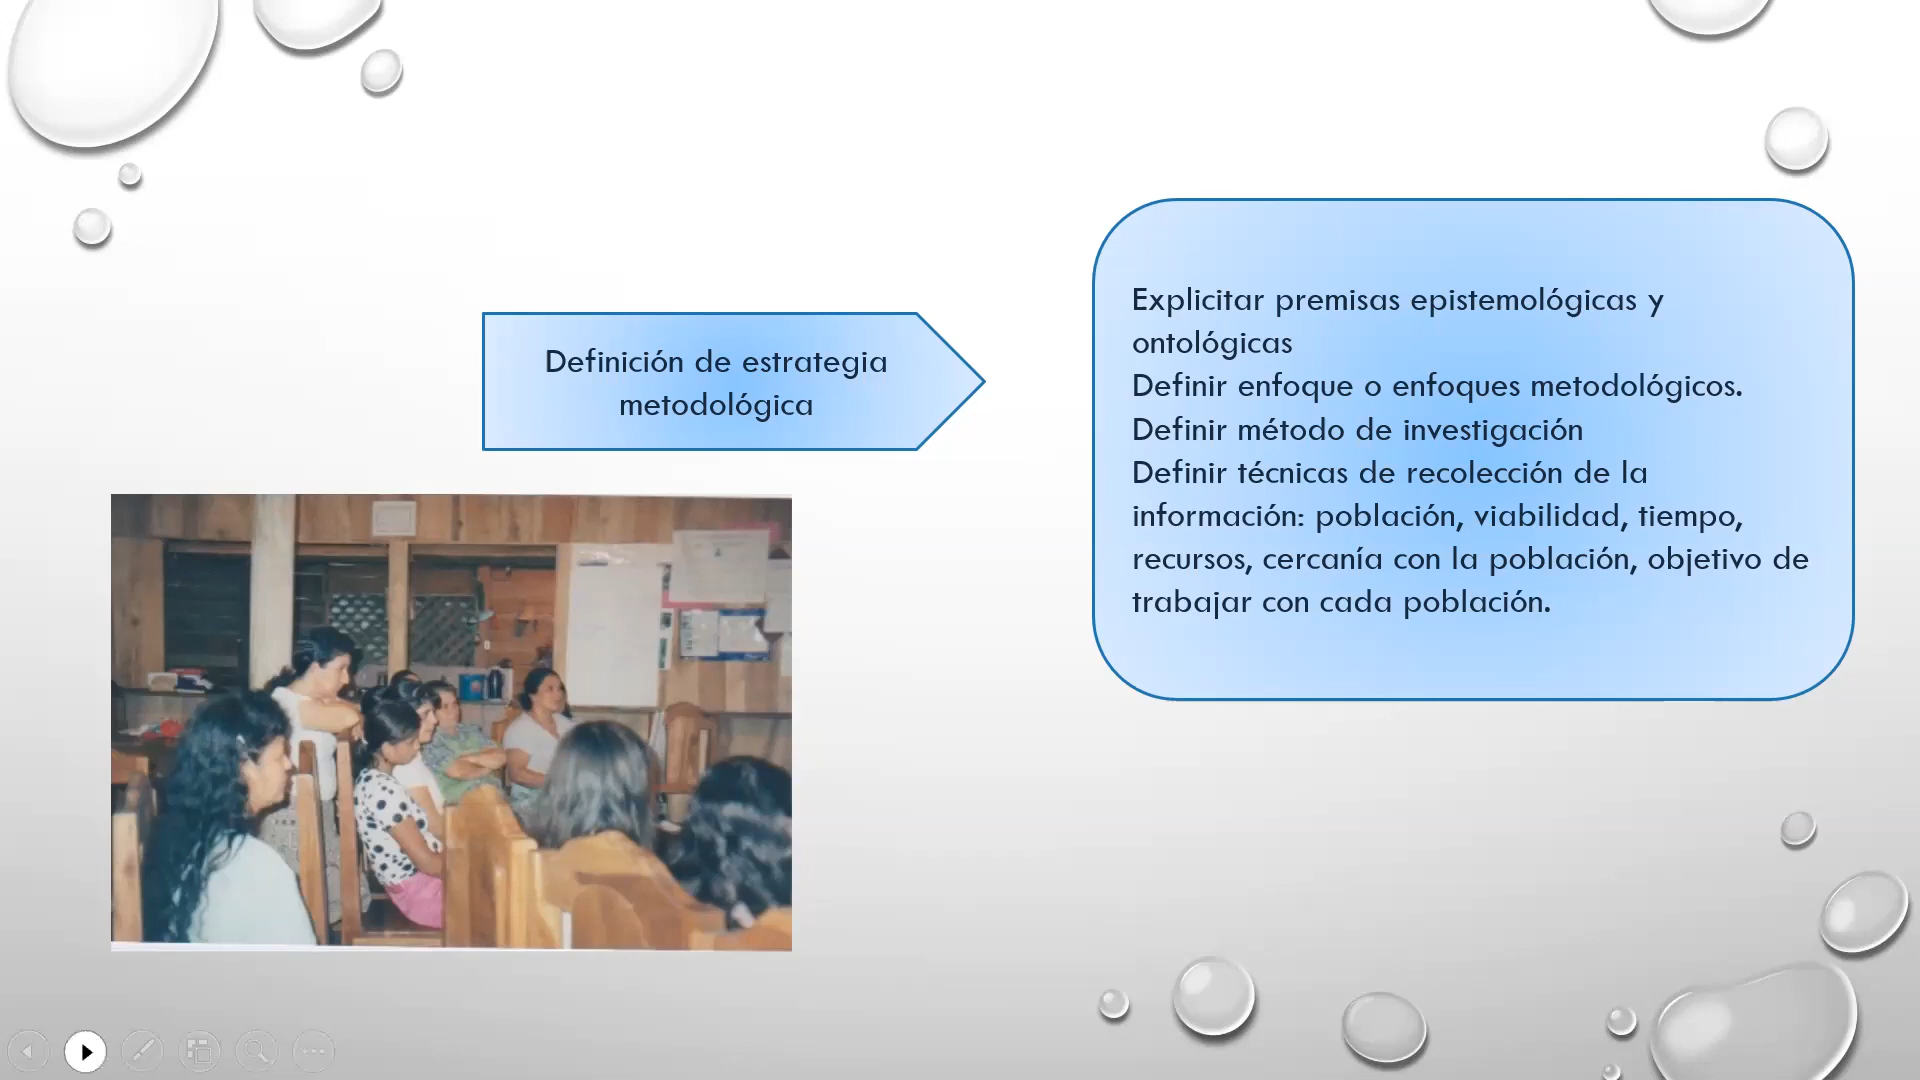 Definición de estrategia
metodológica
Explicitar premisas epistemológicas y
ontológicas
Definir enfoque o enfoques metodológicos.
Definir método de investigación
Definir técnicas de recolección de la
información: población, viabilidad, tiempo,
recursos, cercanía con la población, objetivo de
trabajar con cada población.